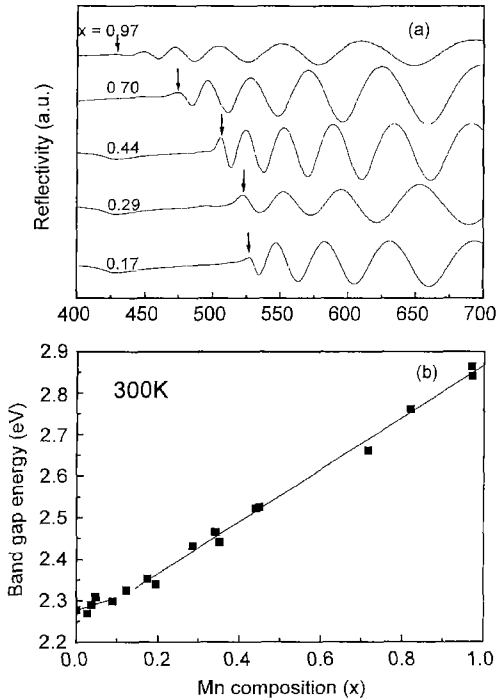 x = 0.97
(a)
0.70
0.44
0.29
0.17
Reflectivity (a.u.)
400 450 500 550 600 650 700
(b)
300K
2.9
2.8
2.7
2.6
2.5
2.4
2.3
2.2
Band gap energy (eV)
0.0 0.2 0.4 0.6 0.8 1.0
Mn composition (x)